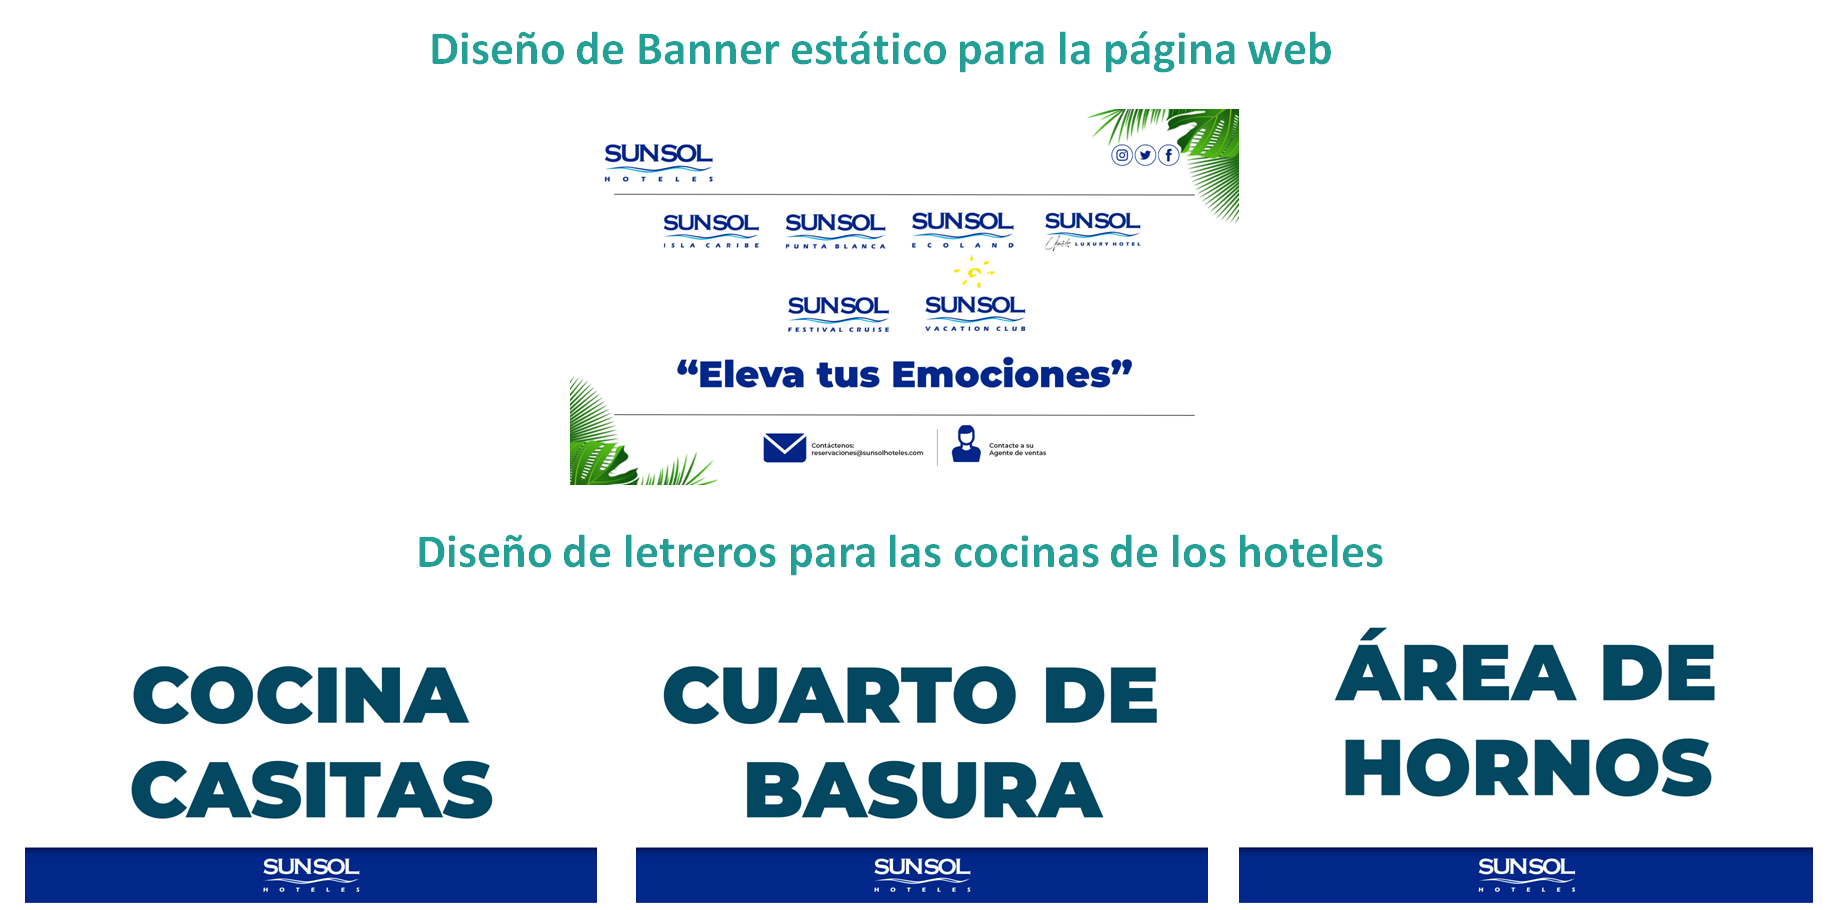 Diseño de Banner estático para la página web
SUNSOL
HOTELES
SUNSOL
ISLA CARIBE
SUNSOL
PUNTA BLANCA
SUNSOL
ECOLAND
SUNSOL
LUXURY HOTEL
SUNSOL
FESTIVAL CRUISE
SUNSOL
VACATION CLUB
“Eleva tus Emociones”
Contáctenos:
reservaciones@sunsolhoteles.com
Contacte a su
Agente de ventas
Diseño de letreros para las cocinas de los hoteles
COCINA
CASITAS
SUNSOL
HOTELES
CUARTO DE
BASURA
SUNSOL
HOTELES
ÁREA DE
HORNOS
SUNSOL
HOTELES